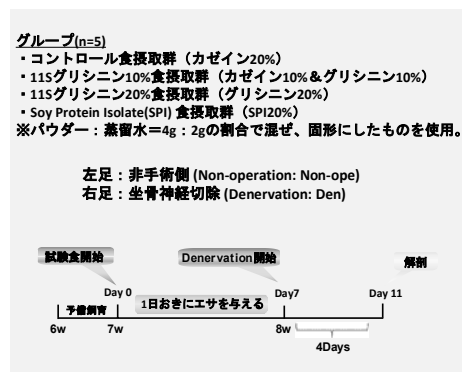 グループ(n=5)
・コントロール食摂取群（カゼイン20%）
・11Sグリシニン10%食摂取群（カゼイン10%＆グリシニン10%）
・11Sグリシニン20%食摂取群（グリシニン20%）
・Soy Protein Isolate(SPI) 食摂取群（SPI20%）
※パウダー：蒸留水＝4g：2gの割合で混ぜ、固形にしたものを使用。
左足：非手術側 (Non-operation: Non-ope)
右足：坐骨神経切除 (Denervation: Den)
試験食開始
Denervation開始
解剖
Day 0
Day7
Day 11
予備飼育
1日おきにエサを与える
6w
7w
8w
4Days